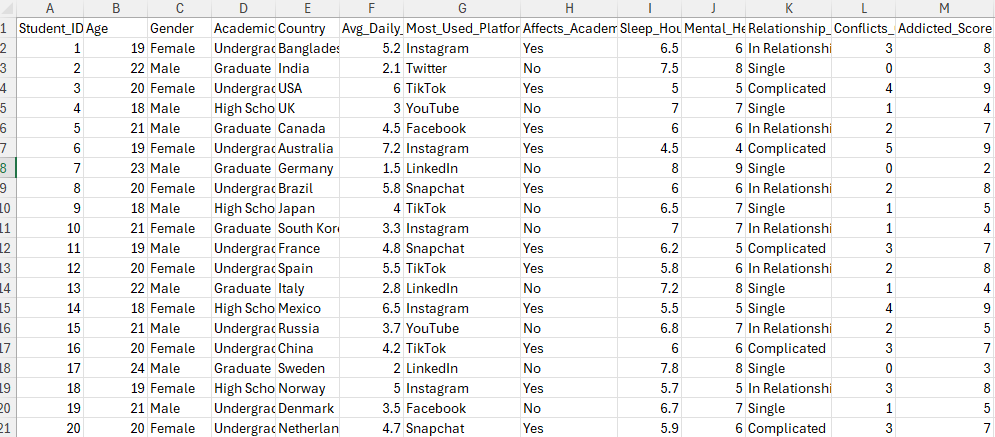 A B C D E F G H I J K L M
1 Student_ID Age Gender Academic Country Avg_Daily_ Most_Used_Platfor Affects_Academ Sleep_Hou Mental_He Relationship_ Conflicts_ Addicted_Score
2 1 19 Female Undergrac Banglades 5.2 Instagram Yes 6.5 6 In Relationshi 3 8
3 2 22 Male Graduate India 2.1 Twitter No 7.5 8 Single 0 3
4 3 20 Female Undergrac USA 6 TikTok Yes 5 5 Complicated 4 9
5 4 18 Male High Scho UK 3 YouTube No 7 7 Single 1 4
6 5 21 Male Graduate Canada 4.5 Facebook Yes 6 6 In Relationshi 2 7
7 6 19 Female Undergrac Australia 7.2 Instagram Yes 4.5 4 Complicated 5 9
8 7 23 Male Graduate Germany 1.5 LinkedIn No 8 9 Single 0 2
9 8 20 Female Undergrac Brazil 5.8 Snapchat Yes 6 6 In Relationshi 2 8
10 9 18 Male High Scho Japan 4 TikTok No 6.5 7 Single 1 5
11 10 21 Female Graduate South Kor 3.3 Instagram No 7 7 In Relationshi 1 4
12 11 19 Male Undergrac France 4.8 Snapchat Yes 6.2 5 Complicated 3 7
13 12 20 Female Undergrac Spain 5.5 TikTok Yes 5.8 6 In Relationshi 2 8
14 13 22 Male Graduate Italy 2.8 LinkedIn No 7.2 8 Single 1 4
15 14 18 Female High Scho Mexico 6.5 Instagram Yes 5.5 5 Single 4 9
16 15 21 Male Undergrac Russia 3.7 YouTube No 6.8 7 In Relationshi 2 5
17 16 20 Female Undergrac China 4.2 TikTok Yes 6 6 Complicated 3 7
18 17 24 Male Graduate Sweden 2 LinkedIn No 7.8 8 Single 0 3
19 18 19 Female High Scho Norway 5 Instagram Yes 5.7 5 In Relationshi 3 8
20 19 21 Male Undergrac Denmark 3.5 Facebook No 6.7 7 Single 1 5
21 20 20 Female Undergrac Netherlan 4.7 Snapchat Yes 5.9 6 Complicated 3 7